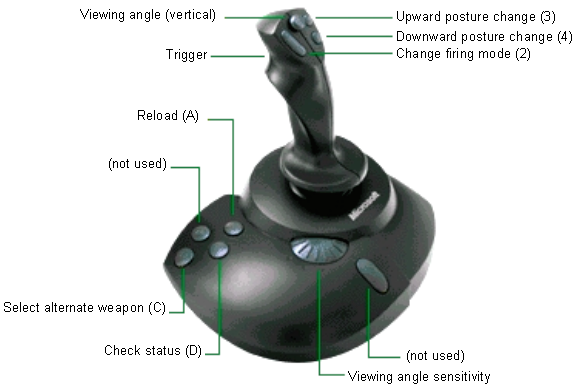 Viewing angle (vertical)
Upward posture change (3)
Downward posture change (4)
Change firing mode (2)
Trigger
Reload (A)
(not used)
Microsoft
Select alternate weapon (C)
Check status (D)
(not used)
Viewing angle sensitivity